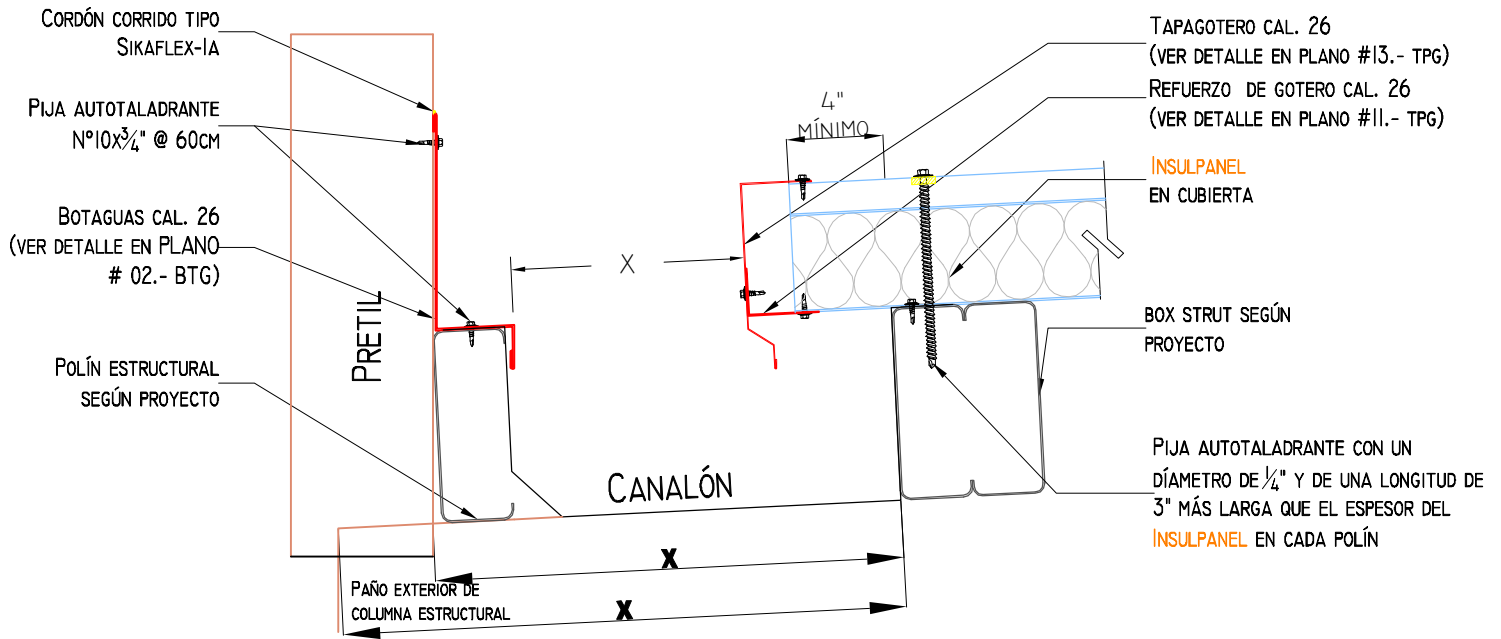 CORDÓN CORRIDO TIPO
SIKAFLEX-1A
PIJA AUTOTALADRANTE
N°10x¾" @ 60CM
BOTAGUAS CAL. 26
(VER DETALLE EN PLANO
# 02.- BTG)
POLÍN ESTRUCTURAL
SEGÚN PROYECTO
PRETIL
X
4"
MÍNIMO
TAPAGOTERO CAL. 26
(VER DETALLE EN PLANO #13.- TPG)
REFUERZO DE GOTERO CAL. 26
(VER DETALLE EN PLANO #11.- TPG)
INSULPANEL
EN CUBIERTA
BOX STRUT SEGÚN
PROYECTO
PIJA AUTOTALADRANTE CON UN
DÍAMETRO DE ¼" Y DE UNA LONGITUD DE
3" MÁS LARGA QUE EL ESPESOR DEL
INSULPANEL EN CADA POLÍN
CANALÓN
X
X
PAÑO EXTERIOR DE
COLUMNA ESTRUCTURAL